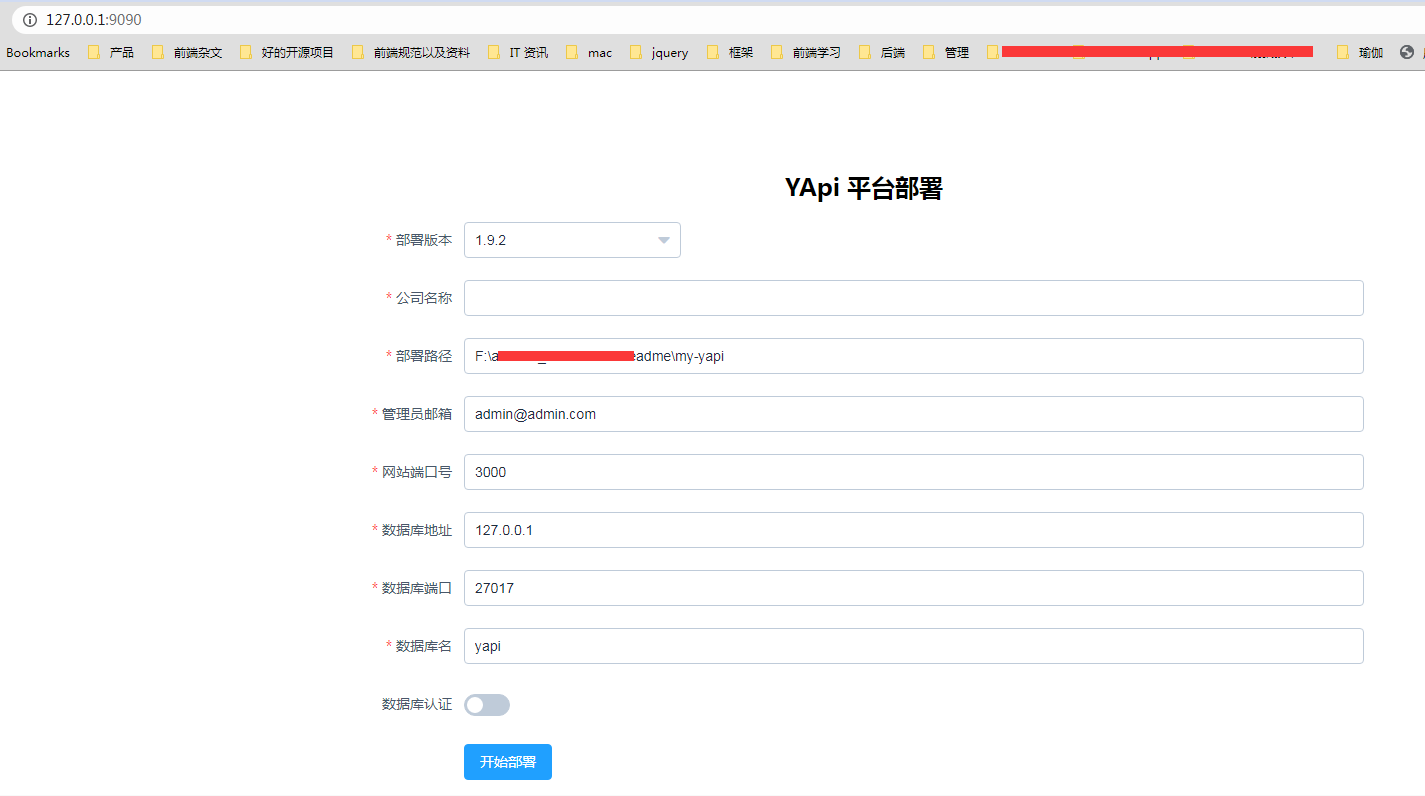 127.0.0.1:9090
Bookmarks 产品 前端杂文 好的开源项目 前端规范以及资料 IT 资讯 mac jquery 框架 前端学习 后端 管理 瑜伽
YApi 平台部署
* 部署版本 1.9.2
* 公司名称
* 部署路径 F:\a eadme\my-yapi
* 管理员邮箱 admin@admin.com
* 网站端口号 3000
* 数据库地址 127.0.0.1
* 数据库端口 27017
* 数据库名 yapi
数据库认证
开始部署